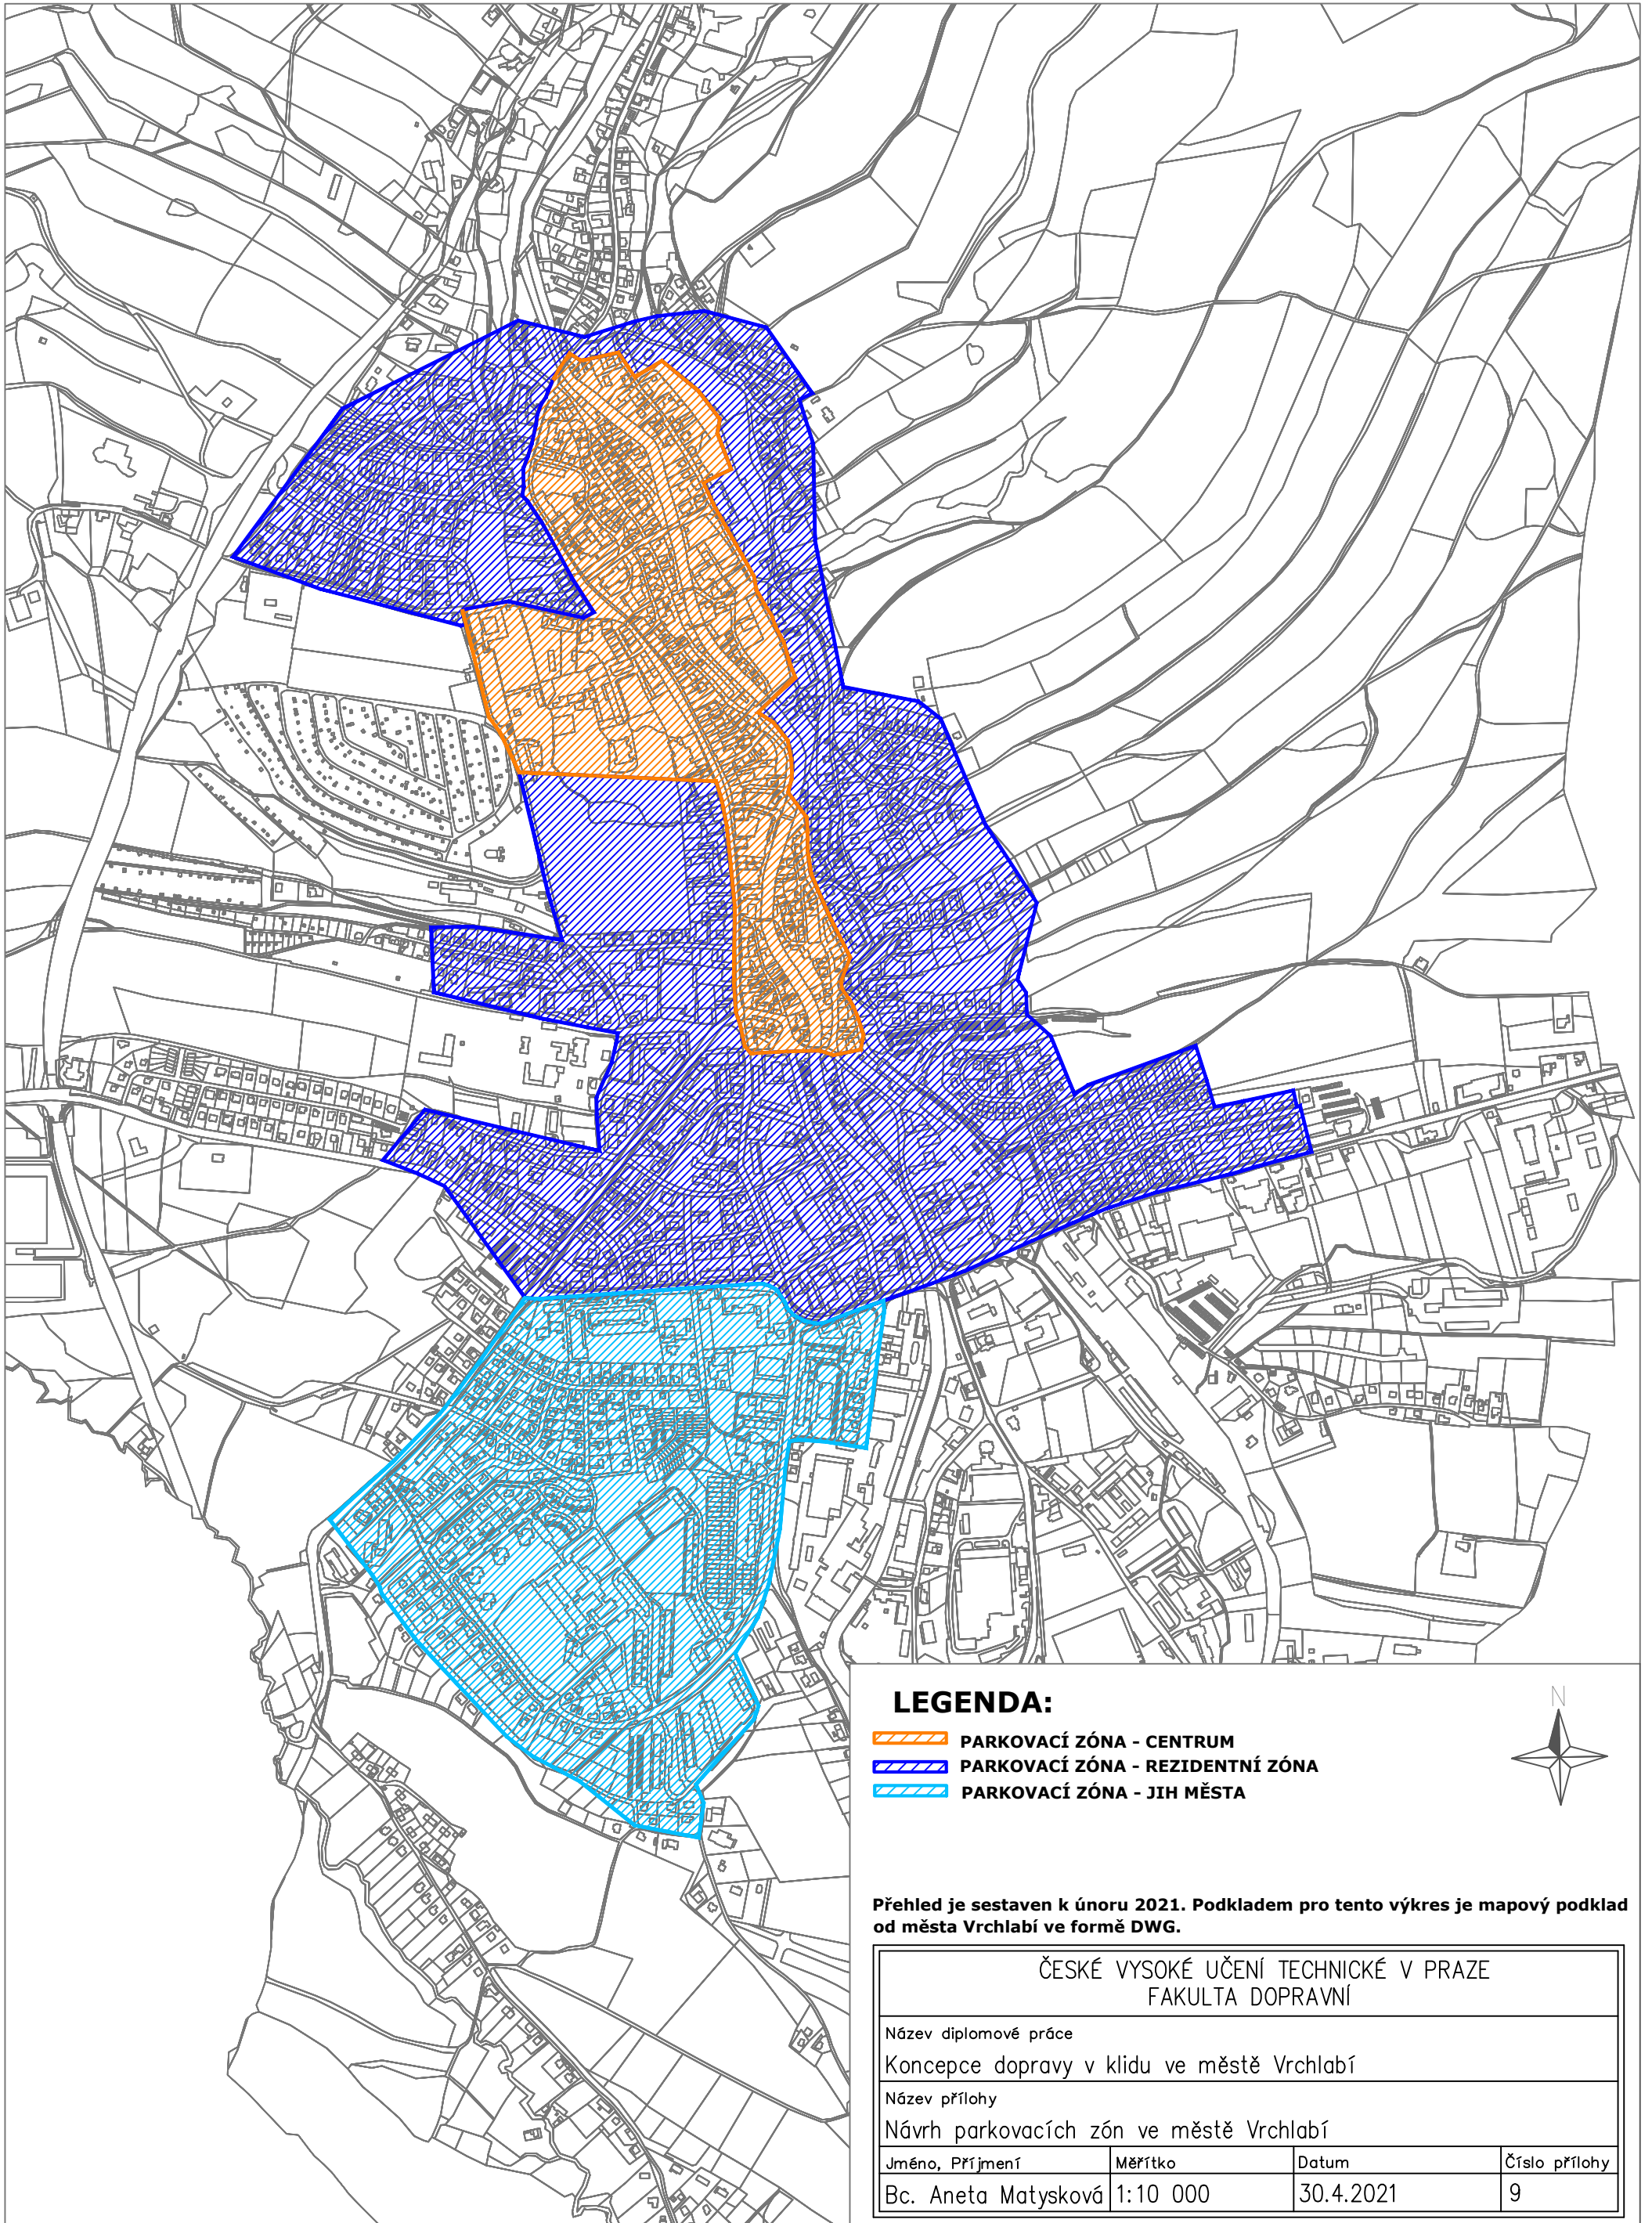 LEGENDA:
N
PARKOVACÍ ZÓNA - CENTRUM
PARKOVACÍ ZÓNA - REZIDENTNÍ ZÓNA
PARKOVACÍ ZÓNA - JIH MĚSTA
Přehled je sestaven k únoru 2021. Podkladem pro tento výkres je mapový podklad
od města Vrchlabí ve formě DWG.
ČESKÉ VYSOKÉ UČENÍ TECHNICKÉ V PRAZE
FAKULTA DOPRAVNÍ
Název diplomové práce
Koncepce dopravy v klidu ve městě Vrchlabí
Název přílohy
Návrh parkovacích zón ve městě Vrchlabí
Jméno, Příjmení Měřítko Datum Číslo přílohy
Bc. Aneta Matysková 1:10 000 30.4.2021 9